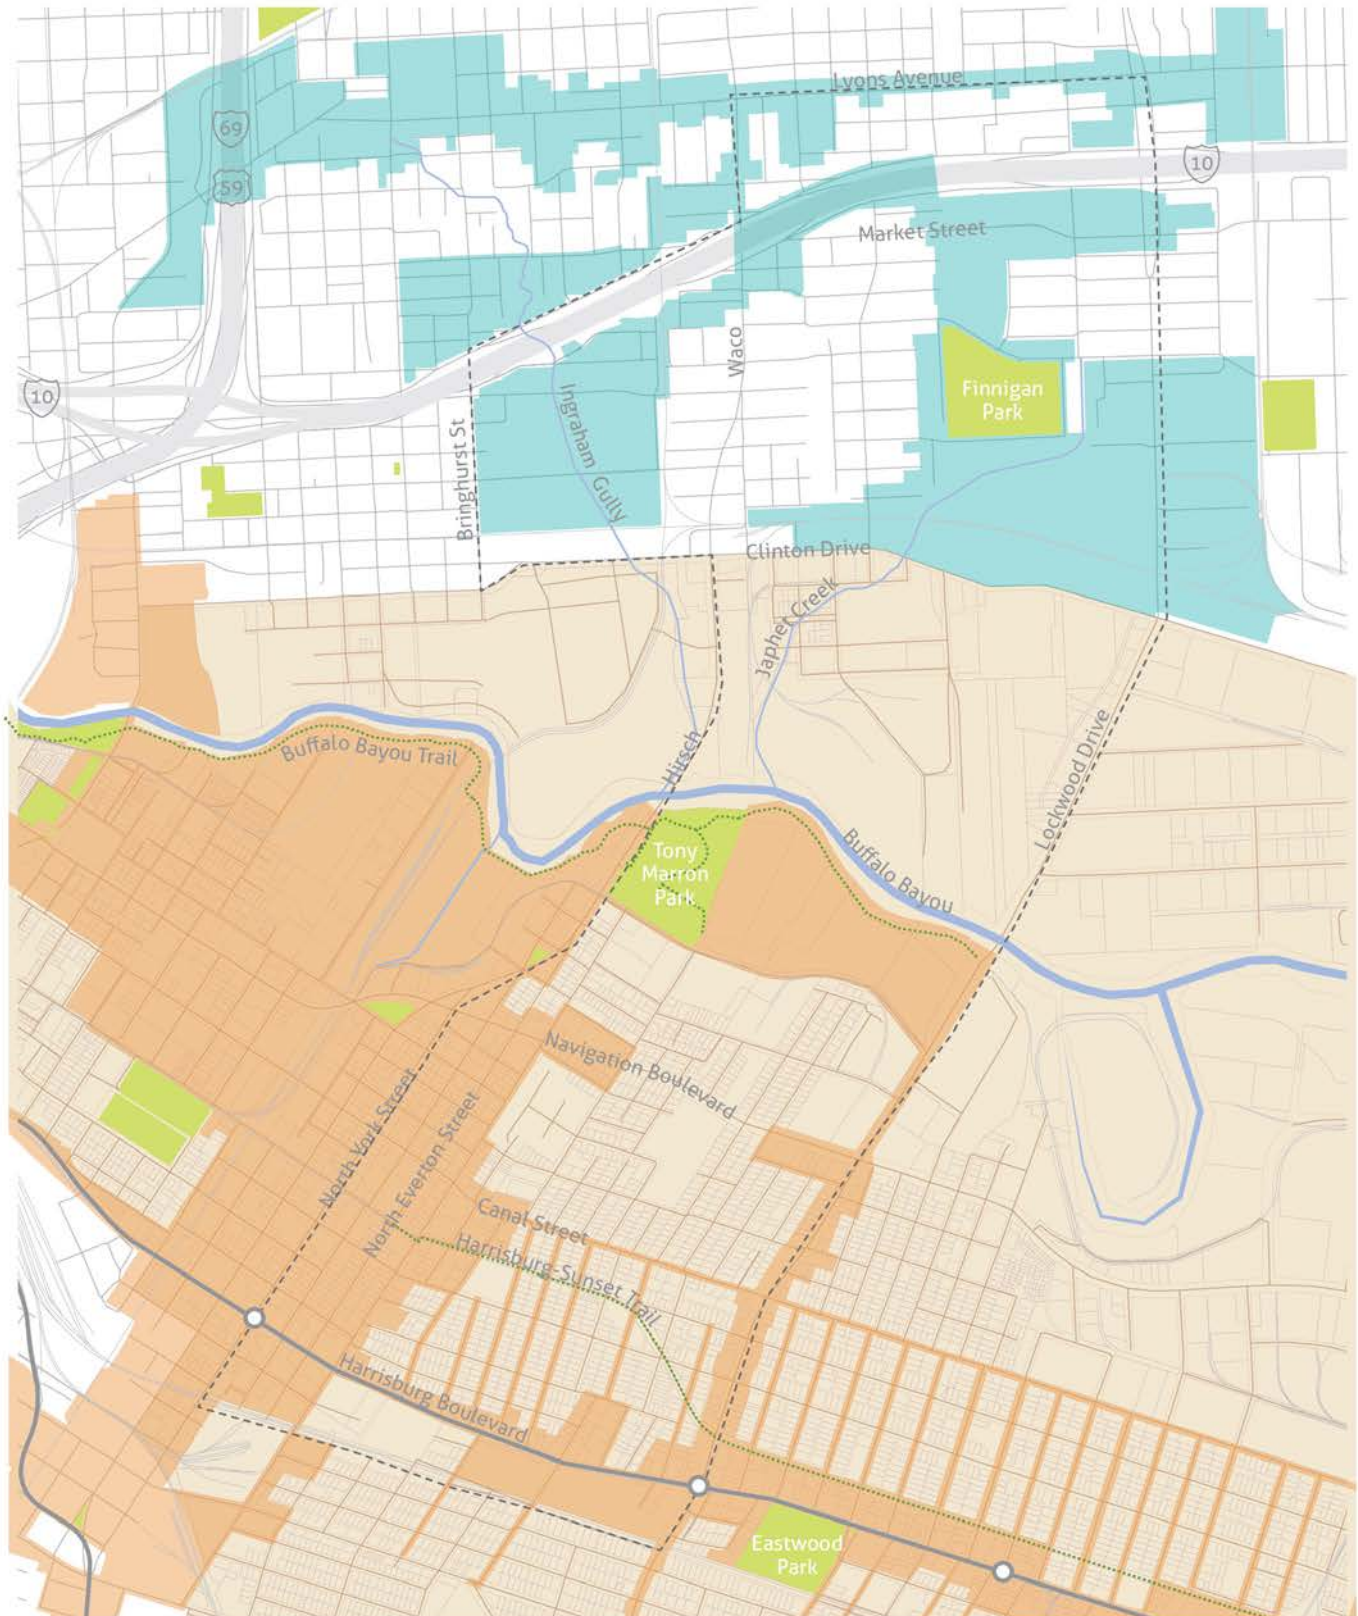 Lyons Avenue
69
59
10
Market Street
Waco
10
Finnigan
Park
Ingraham Gully
Bringhurst St
Clinton Drive
Japhet Creek
Buffalo Bayou Trail
Hirsch
Lockwood Drive
Tony
Marron
Park
Buffalo Bayou
Navigation Boulevard
North York Street
North Everton Street
Canal Street
Harrisburg-Sunset Trail
Harrisburg Boulevard
Eastwood
Park